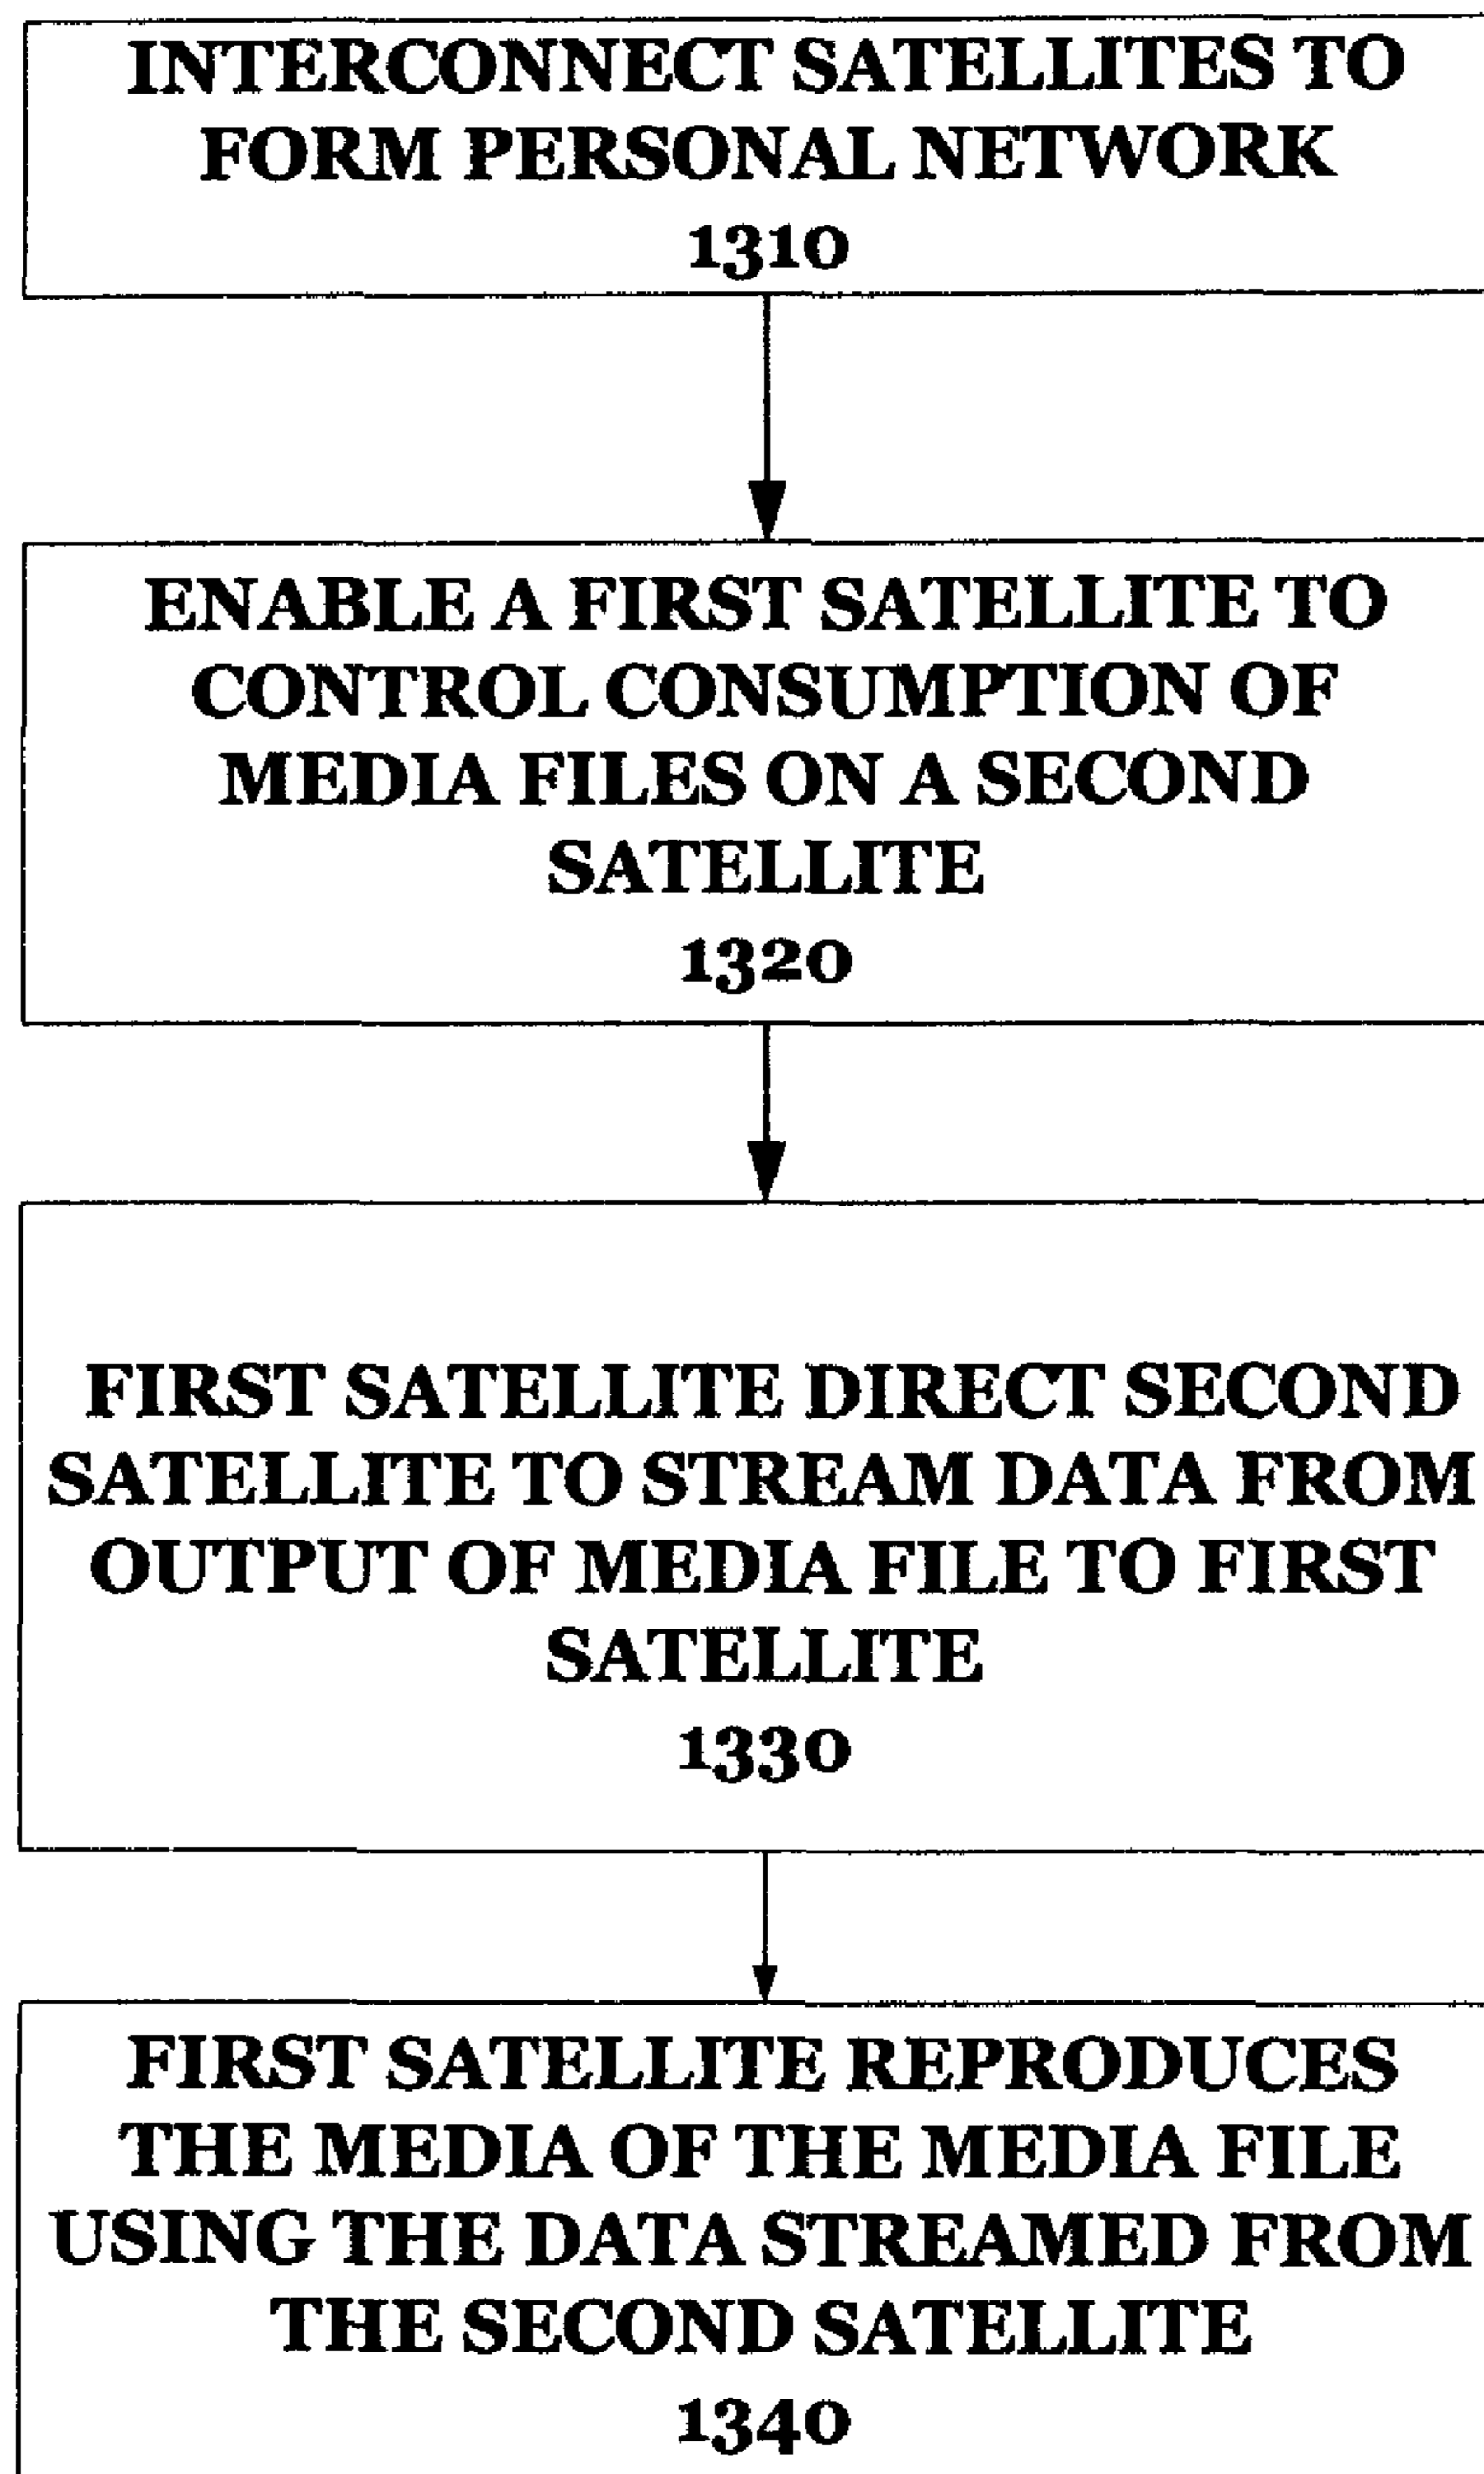 INTERCONNECT SATELLITES TO
FORM PERSONAL NETWORK
1310
ENABLE A FIRST SATELLITE TO
CONTROL CONSUMPTION OF
MEDIA FILES ON A SECOND
SATELLITE
1320
FIRST SATELLITE DIRECT SECOND
SATELLITE TO STREAM DATA FROM
OUTPUT OF MEDIA FILE TO FIRST
SATELLITE
1330
FIRST SATELLITE REPRODUCES
THE MEDIA OF THE MEDIA FILE
USING THE DATA STREAMED FROM
THE SECOND SATELLITE
1340